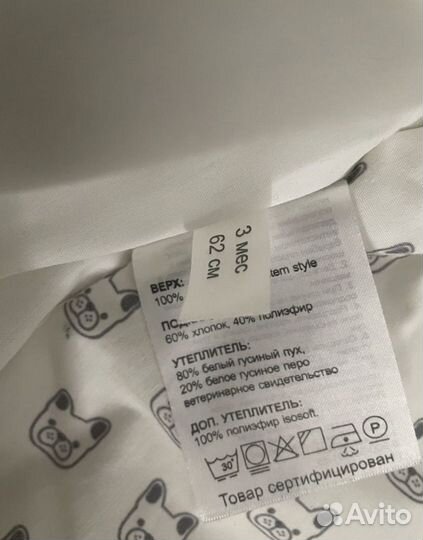 3 мес
62 см
ВЕРХ:
100% tem style
60% хлопок, 40% полиэфир
УТЕПЛИТЕЛЬ:
80% белый гусиный пух,
20% белое гусиное перо
ветеринарное свидетельство
ДОП. УТЕПЛИТЕЛЬ:
100% полиэфир isosoft.
30°
P
Товар сертифицирован
Avito